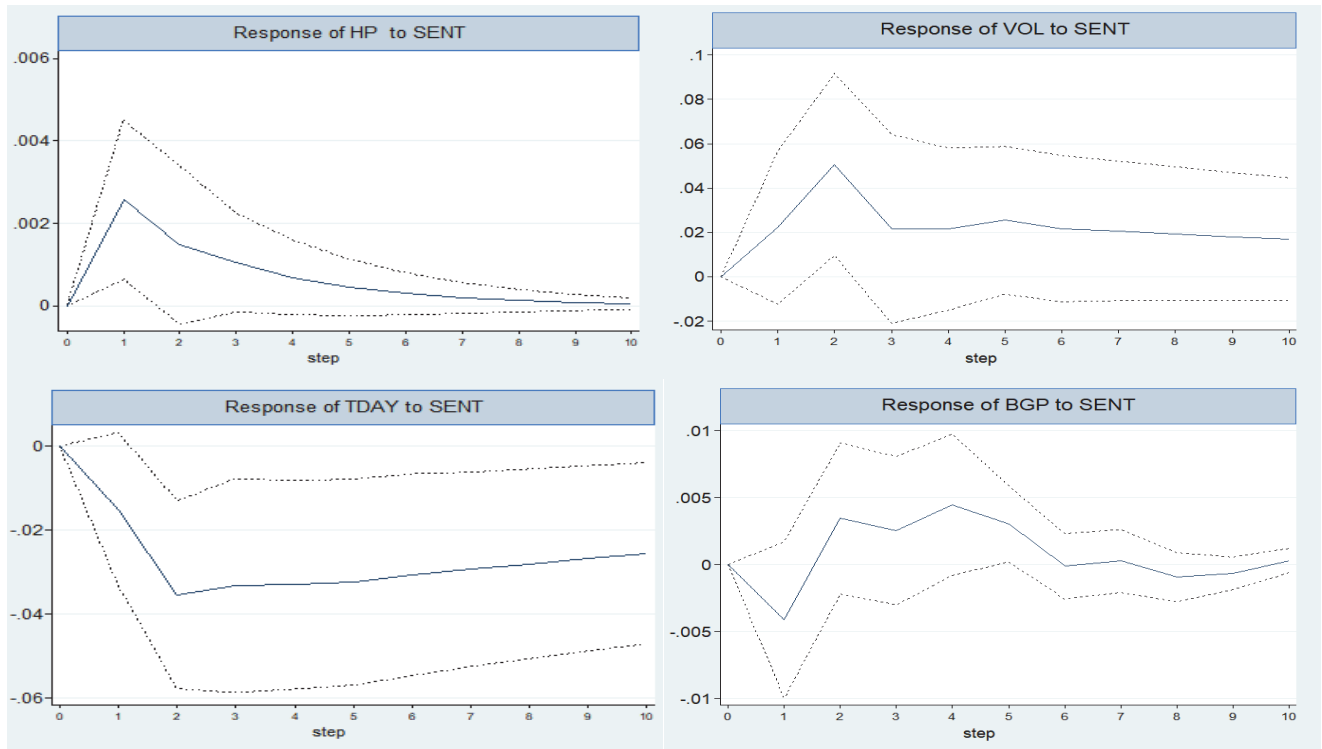 Response of HP to SENT
.006
.004
.002
0
0 1 2 3 4 5 6 7 8 9 10
step
Response of VOL to SENT
.1
.08
.06
.04
.02
0
-.02
0 1 2 3 4 5 6 7 8 9 10
step
Response of TDAY to SENT
0
-.02
-.04
-.06
0 1 2 3 4 5 6 7 8 9 10
step
Response of BGP to SENT
.01
.005
0
-.005
-.01
0 1 2 3 4 5 6 7 8 9 10
step